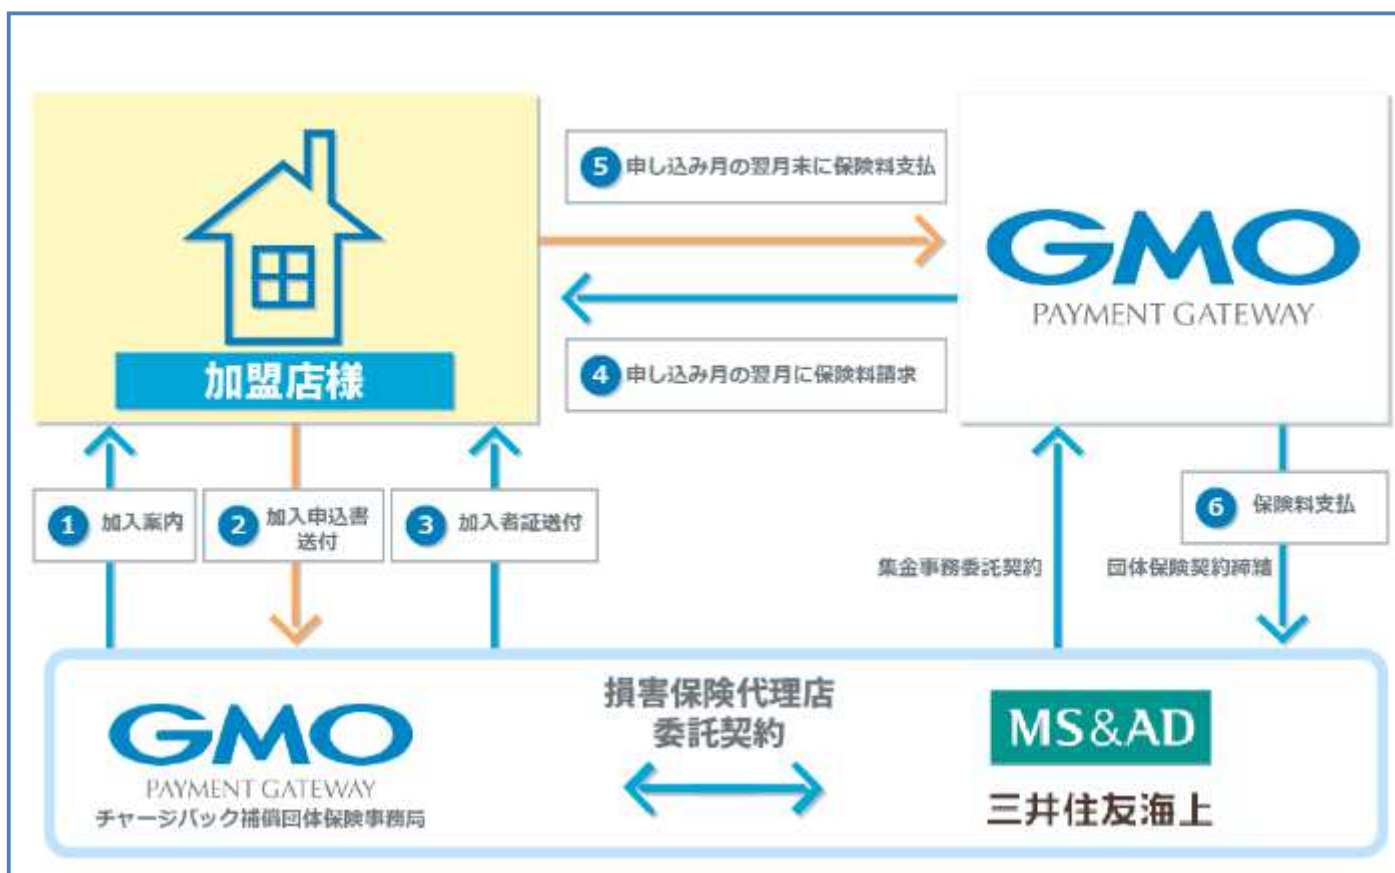 5 申し込み月の翌月末に保険料支払
GMO
PAYMENT GATEWAY
加盟店様
4 申し込み月の翌月に保険料請求
1 加入案内
2 加入申込書
送付
3 加入者証送付
6 保険料支払
集金事務委託契約
団体保険契約締結
GMO
PAYMENT GATEWAY
チャージバック補償団体保険事務局
損害保険代理店
委託契約
MS&AD
三井住友海上